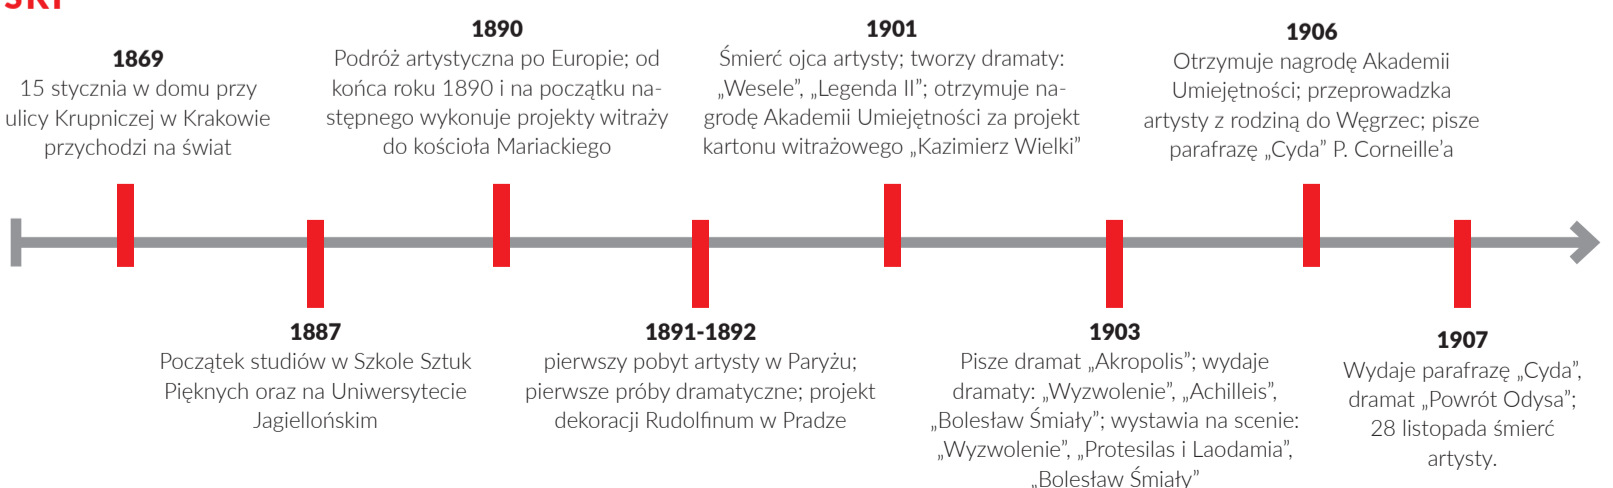 1869
15 stycznia w domu przy
ulicy Krupniczej w Krakowie
przychodzi na świat
1887
Początek studiów w Szkole Sztuk
Pięknych oraz na Uniwersytecie
Jagiellońskim
1890
Podróż artystyczna po Europie; od
końca roku 1890 i na początku na-
stępnego wykonuje projekty witraży
do kościoła Mariackiego
1891-1892
pierwszy pobyt artysty w Paryżu;
pierwsze próby dramatyczne; projekt
dekoracji Rudolfinum w Pradze
1901
Śmierć ojca artysty; tworzy dramaty:
„Wesele”, „Legenda II”; otrzymuje na-
grodę Akademii Umiejętności za projekt
kartonu witrażowego „Kazimierz Wielki”
1903
Pisze dramat „Akropolis”; wydaje
dramaty: „Wyzwolenie”, „Achilleis”,
„Bolesław Śmiały”; wystawia na scenie:
„Wyzwolenie”, „Protesilas i Laodamia”,
„Bolesław Śmiały”
1906
Otrzymuje nagrodę Akademii
Umiejętności; przeprowadzka
artysty z rodziną do Węgrzec; pisze
parafrazę „Cyda” P. Corneille’a
1907
Wydaje parafrazę „Cyda”,
dramat „Powrót Odysa”;
28 listopada śmierć
artysty.